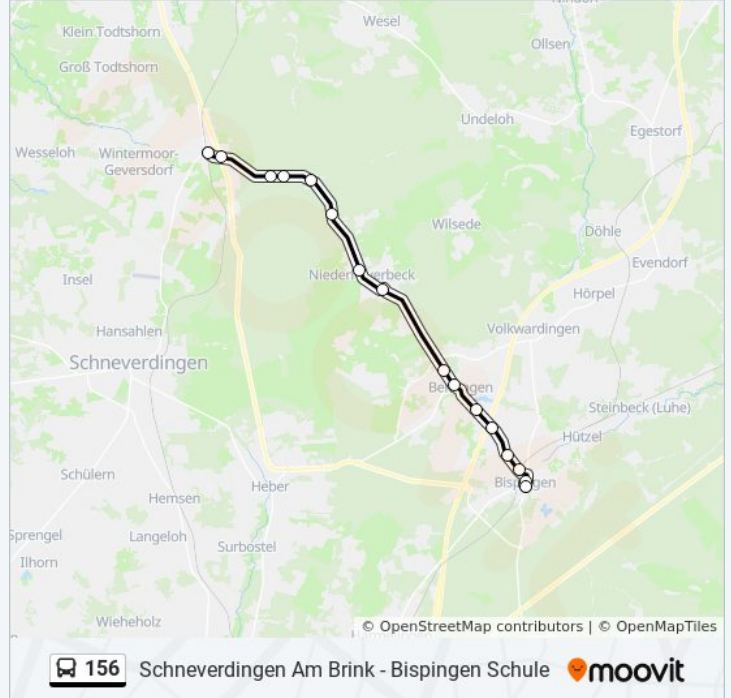 Klein Todtshorn
Wesel
Ollsen
Groß Todtshorn
Undeloh
Egestorf
Wesseloh
Wintermoor-
Geversdorf
Wilsede
Döhle
Evendorf
Insel
Hörpel
Hansahlen
Volkwardingen
Schneverdingen
Steinbeck (Luhe)
Hützel
Schülern
Heber
Bispingen
Hemsen
Sprengel
Langeloh
Surbostel
Ilhorn
Wieheholz
© OpenStreetMap contributors | © OpenMapTiles
156 Schneverdingen Am Brink - Bispingen Schule moovit